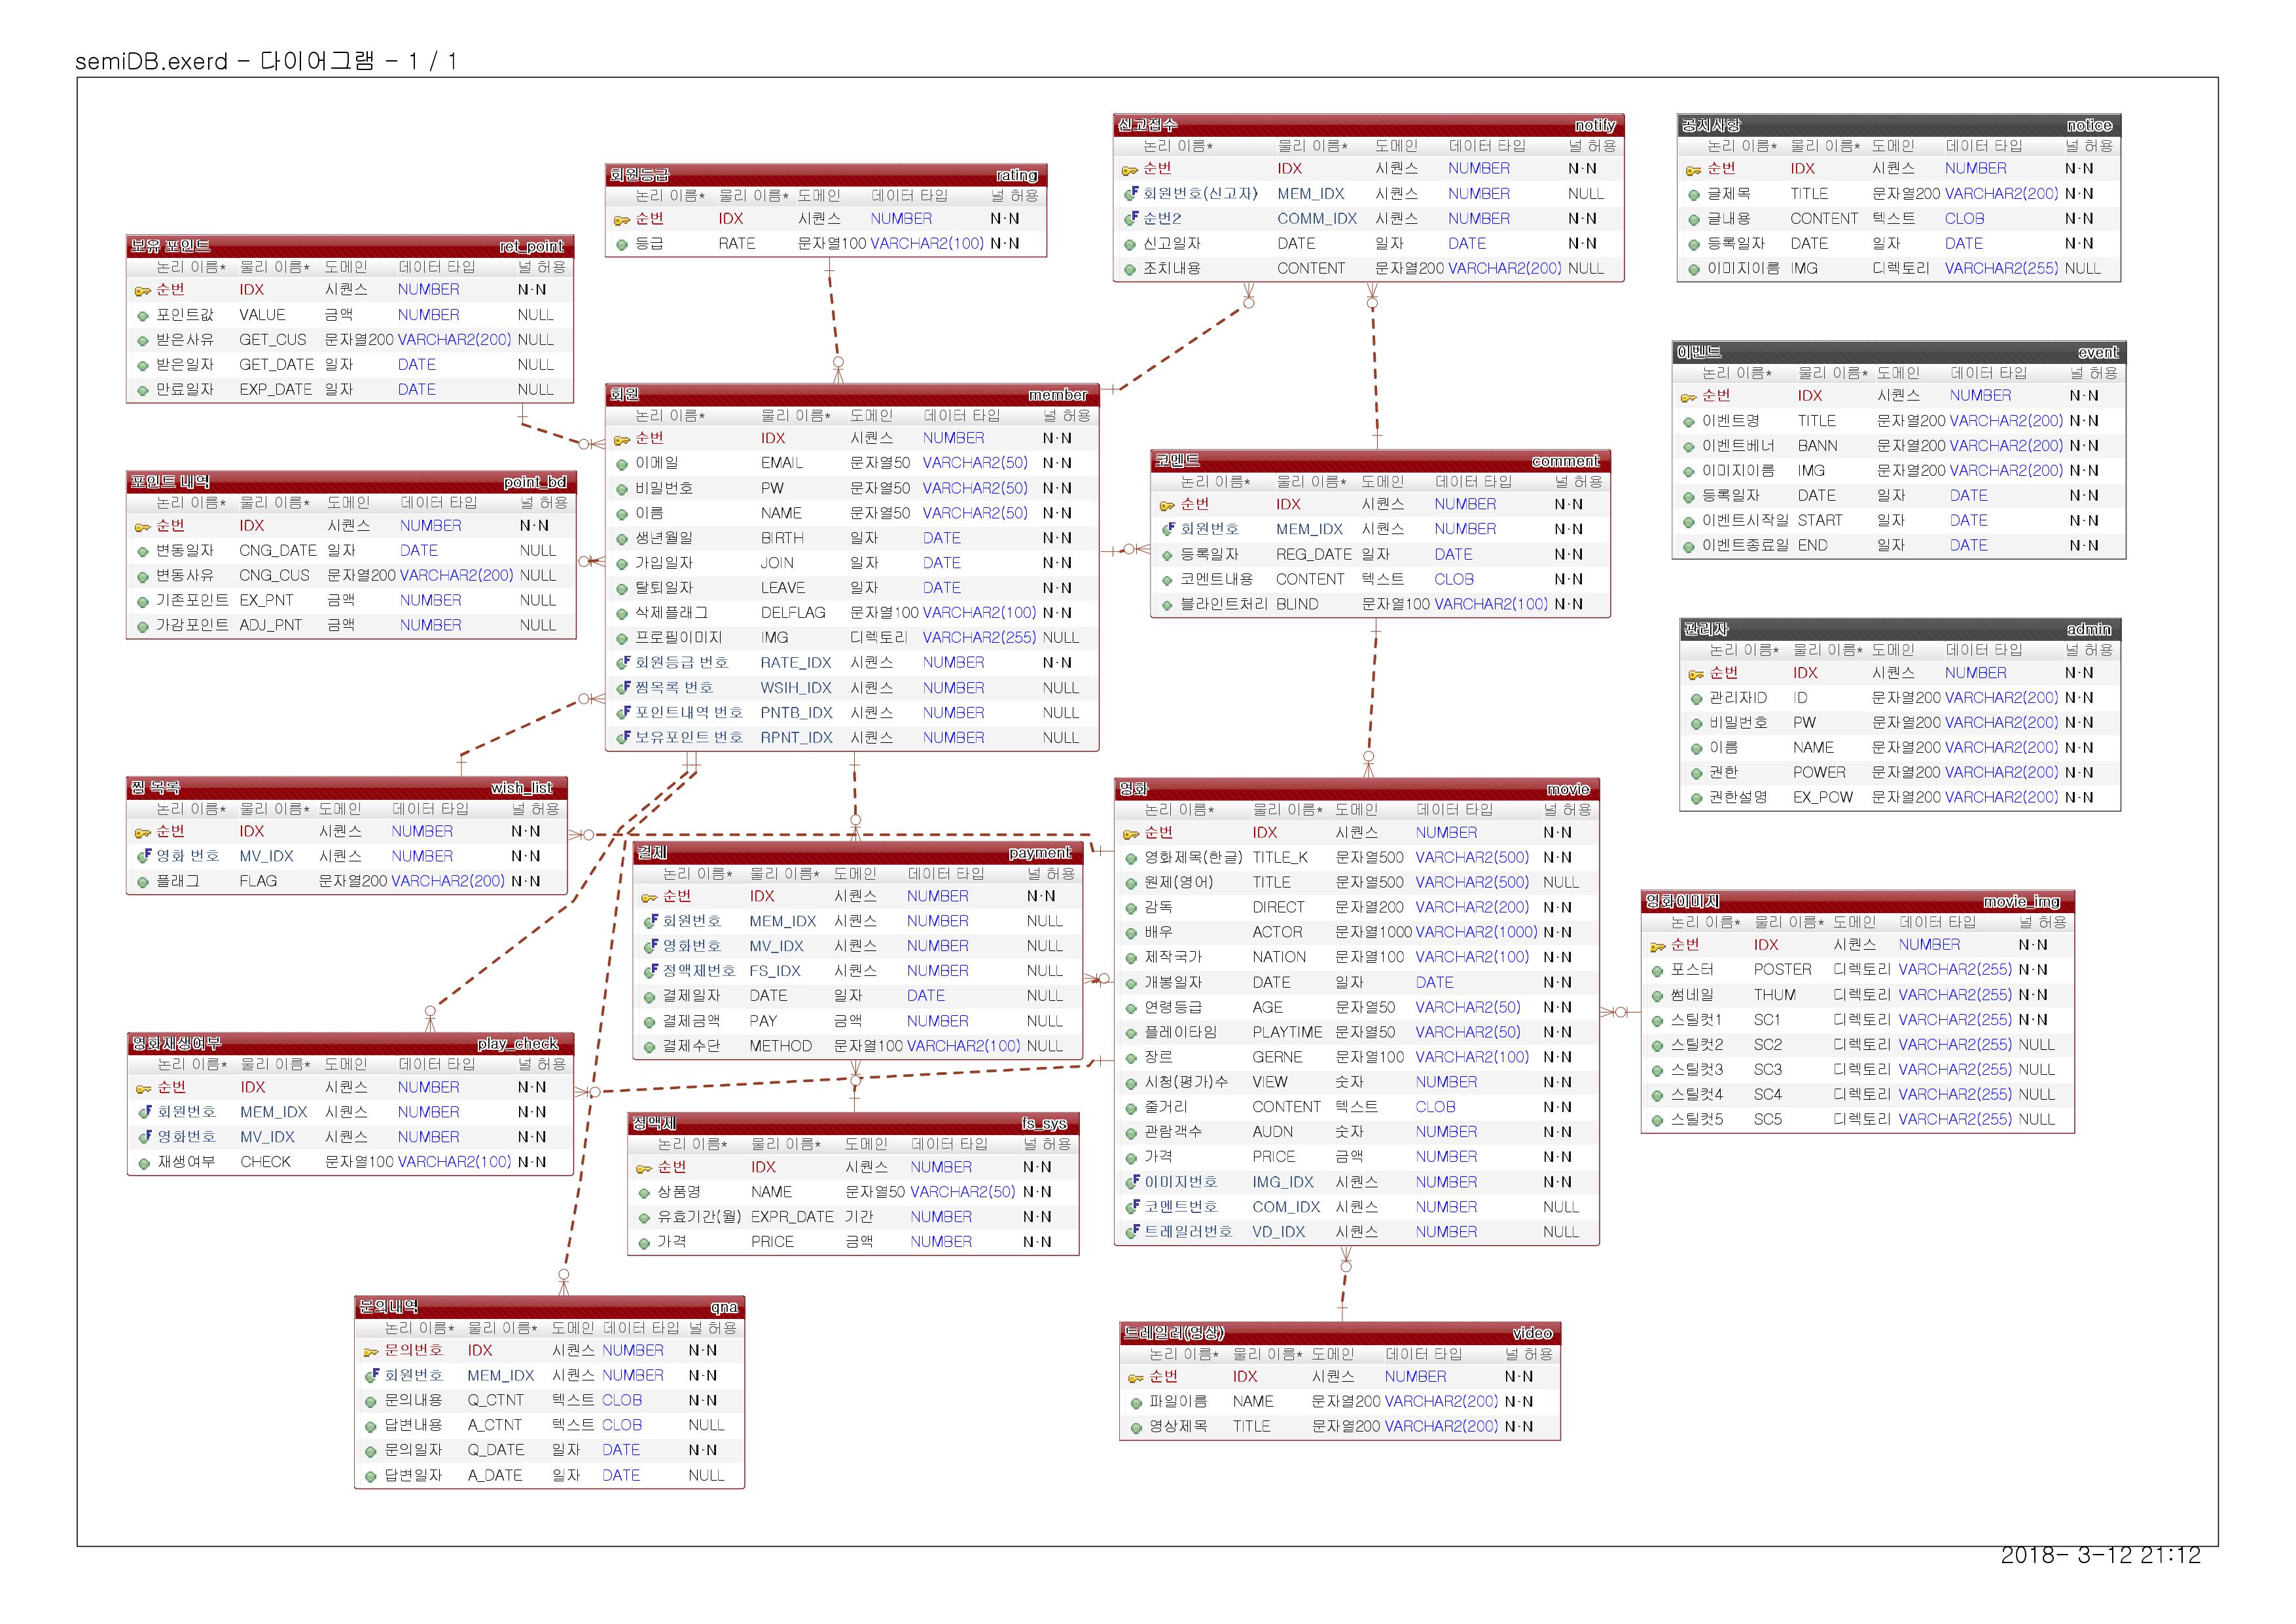 semiDB.exerd - 다이어그램 - 1 / 1
회원등급 rating
논리 이름* 물리 이름* 도메인 데이터 타입 널 허용
순번 IDX 시퀀스 NUMBER N·N
등급 RATE 문자열100 VARCHAR2(100) N·N
신고접수 notify
논리 이름* 물리 이름* 도메인 데이터 타입 널 허용
순번 IDX 시퀀스 NUMBER N·N
회원번호(신고자) MEM_IDX 시퀀스 NUMBER NULL
순번2 COMM_IDX 시퀀스 NUMBER N·N
신고일자 DATE 일자 DATE N·N
조치내용 CONTENT 문자열200 VARCHAR2(200) NULL
공지사항 notice
논리 이름* 물리 이름* 도메인 데이터 타입 널 허용
순번 IDX 시퀀스 NUMBER N·N
글제목 TITLE 문자열200 VARCHAR2(200) N·N
글내용 CONTENT 텍스트 CLOB N·N
등록일자 DATE 일자 DATE N·N
이미지이름 IMG 디렉토리 VARCHAR2(255) NULL
보유 포인트 ret_point
논리 이름* 물리 이름* 도메인 데이터 타입 널 허용
순번 IDX 시퀀스 NUMBER N·N
포인트값 VALUE 금액 NUMBER NULL
받은사유 GET_CUS 문자열200 VARCHAR2(200) NULL
받은일자 GET_DATE 일자 DATE NULL
만료일자 EXP_DATE 일자 DATE NULL
이벤트 event
논리 이름* 물리 이름* 도메인 데이터 타입 널 허용
순번 IDX 시퀀스 NUMBER N·N
이벤트명 TITLE 문자열200 VARCHAR2(200) N·N
이벤트베너 BANN 문자열200 VARCHAR2(200) N·N
이미지이름 IMG 문자열200 VARCHAR2(200) N·N
등록일자 DATE 일자 DATE N·N
이벤트시작일 START 일자 DATE N·N
이벤트종료일 END 일자 DATE N·N
회원 member
논리 이름* 물리 이름* 도메인 데이터 타입 널 허용
순번 IDX 시퀀스 NUMBER N·N
이메일 EMAIL 문자열50 VARCHAR2(50) N·N
비밀번호 PW 문자열50 VARCHAR2(50) N·N
이름 NAME 문자열50 VARCHAR2(50) N·N
생년월일 BIRTH 일자 DATE N·N
가입일자 JOIN 일자 DATE N·N
탈퇴일자 LEAVE 일자 DATE N·N
삭제플래그 DELFLAG 문자열100 VARCHAR2(100) N·N
프로필이미지 IMG 디렉토리 VARCHAR2(255) NULL
회원등급 번호 RATE_IDX 시퀀스 NUMBER N·N
찜목록 번호 WSIH_IDX 시퀀스 NUMBER NULL
포인트내역 번호 PNTB_IDX 시퀀스 NUMBER NULL
보유포인트 번호 RPNT_IDX 시퀀스 NUMBER NULL
포인트 내역 point_bd
논리 이름* 물리 이름* 도메인 데이터 타입 널 허용
순번 IDX 시퀀스 NUMBER N·N
변동일자 CNG_DATE 일자 DATE NULL
변동사유 CNG_CUS 문자열200 VARCHAR2(200) NULL
기존포인트 EX_PNT 금액 NUMBER NULL
가감포인트 ADJ_PNT 금액 NUMBER NULL
코멘트 comment
논리 이름* 물리 이름* 도메인 데이터 타입 널 허용
순번 IDX 시퀀스 NUMBER N·N
회원번호 MEM_IDX 시퀀스 NUMBER N·N
등록일자 REG_DATE 일자 DATE N·N
코멘트내용 CONTENT 텍스트 CLOB N·N
블라인트처리 BLIND 문자열100 VARCHAR2(100) N·N
관리자 admin
논리 이름* 물리 이름* 도메인 데이터 타입 널 허용
순번 IDX 시퀀스 NUMBER N·N
관리자ID ID 문자열200 VARCHAR2(200) N·N
비밀번호 PW 문자열200 VARCHAR2(200) N·N
이름 NAME 문자열200 VARCHAR2(200) N·N
권한 POWER 문자열200 VARCHAR2(200) N·N
권한설명 EX_POW 문자열200 VARCHAR2(200) N·N
찜 목록 wish_list
논리 이름* 물리 이름* 도메인 데이터 타입 널 허용
순번 IDX 시퀀스 NUMBER N·N
영화 번호 MV_IDX 시퀀스 NUMBER N·N
플래그 FLAG 문자열200 VARCHAR2(200) N·N
결제 payment
논리 이름* 물리 이름* 도메인 데이터 타입 널 허용
순번 IDX 시퀀스 NUMBER N·N
회원번호 MEM_IDX 시퀀스 NUMBER NULL
영화번호 MV_IDX 시퀀스 NUMBER NULL
정액제번호 FS_IDX 시퀀스 NUMBER NULL
결제일자 DATE 일자 DATE NULL
결제금액 PAY 금액 NUMBER NULL
결제수단 METHOD 문자열100 VARCHAR2(100) NULL
영화 movie
논리 이름* 물리 이름* 도메인 데이터 타입 널 허용
순번 IDX 시퀀스 NUMBER N·N
영화제목(한글) TITLE_K 문자열500 VARCHAR2(500) N·N
원제(영어) TITLE 문자열500 VARCHAR2(500) NULL
감독 DIRECT 문자열200 VARCHAR2(200) N·N
배우 ACTOR 문자열1000 VARCHAR2(1000) N·N
제작국가 NATION 문자열100 VARCHAR2(100) N·N
개봉일자 DATE 일자 DATE N·N
연령등급 AGE 문자열50 VARCHAR2(50) N·N
플레이타임 PLAYTIME 문자열50 VARCHAR2(50) N·N
장르 GERNE 문자열100 VARCHAR2(100) N·N
시청(평가)수 VIEW 숫자 NUMBER N·N
줄거리 CONTENT 텍스트 CLOB N·N
관람객수 AUDN 숫자 NUMBER N·N
가격 PRICE 금액 NUMBER N·N
이미지번호 IMG_IDX 시퀀스 NUMBER N·N
코멘트번호 COM_IDX 시퀀스 NUMBER NULL
트레일러번호 VD_IDX 시퀀스 NUMBER NULL
영화이미지 movie_img
논리 이름* 물리 이름* 도메인 데이터 타입 널 허용
순번 IDX 시퀀스 NUMBER N·N
포스터 POSTER 디렉토리 VARCHAR2(255) N·N
썸네일 THUM 디렉토리 VARCHAR2(255) N·N
스틸컷1 SC1 디렉토리 VARCHAR2(255) N·N
스틸컷2 SC2 디렉토리 VARCHAR2(255) NULL
스틸컷3 SC3 디렉토리 VARCHAR2(255) NULL
스틸컷4 SC4 디렉토리 VARCHAR2(255) NULL
스틸컷5 SC5 디렉토리 VARCHAR2(255) NULL
영화재생여부 play_check
논리 이름* 물리 이름* 도메인 데이터 타입 널 허용
순번 IDX 시퀀스 NUMBER N·N
회원번호 MEM_IDX 시퀀스 NUMBER N·N
영화번호 MV_IDX 시퀀스 NUMBER N·N
재생여부 CHECK 문자열100 VARCHAR2(100) N·N
정액제 fs_sys
논리 이름* 물리 이름* 도메인 데이터 타입 널 허용
순번 IDX 시퀀스 NUMBER N·N
상품명 NAME 문자열50 VARCHAR2(50) N·N
유효기간(월) EXPR_DATE 기간 NUMBER N·N
가격 PRICE 금액 NUMBER N·N
문의내역 qna
논리 이름* 물리 이름* 도메인 데이터 타입 널 허용
문의번호 IDX 시퀀스 NUMBER N·N
회원번호 MEM_IDX 시퀀스 NUMBER N·N
문의내용 Q_CTNT 텍스트 CLOB N·N
답변내용 A_CTNT 텍스트 CLOB NULL
문의일자 Q_DATE 일자 DATE N·N
답변일자 A_DATE 일자 DATE NULL
트레일러(영상) video
논리 이름* 물리 이름* 도메인 데이터 타입 널 허용
순번 IDX 시퀀스 NUMBER N·N
파일이름 NAME 문자열200 VARCHAR2(200) N·N
영상제목 TITLE 문자열200 VARCHAR2(200) N·N
2018- 3-12 21:12